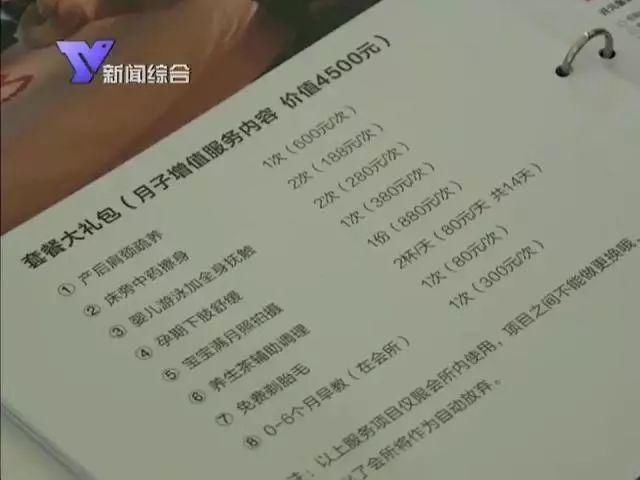 新闻综合
套餐大礼包（月子增值服务内容 价值4500元）
① 产后肩颈疏养 1次（600元/次）
② 床旁中药擦身 2次（188元/次）
③ 婴儿游泳加全身抚触 2次（280元/次）
④ 孕期下肢舒缓 1次（380元/次）
⑤ 宝宝满月照拍摄 1份（880元/次）
⑥ 养生茶辅助调理 2杯/天（80元/天 共14天）
⑦ 免费剃胎毛 1次（80元/次）
⑧ 0-6个月早教（在会所） 1次（300元/次）
注：以上服务项目仅限会所内使用，项目之间不能做更换哦，
了会所将作为自动放弃。